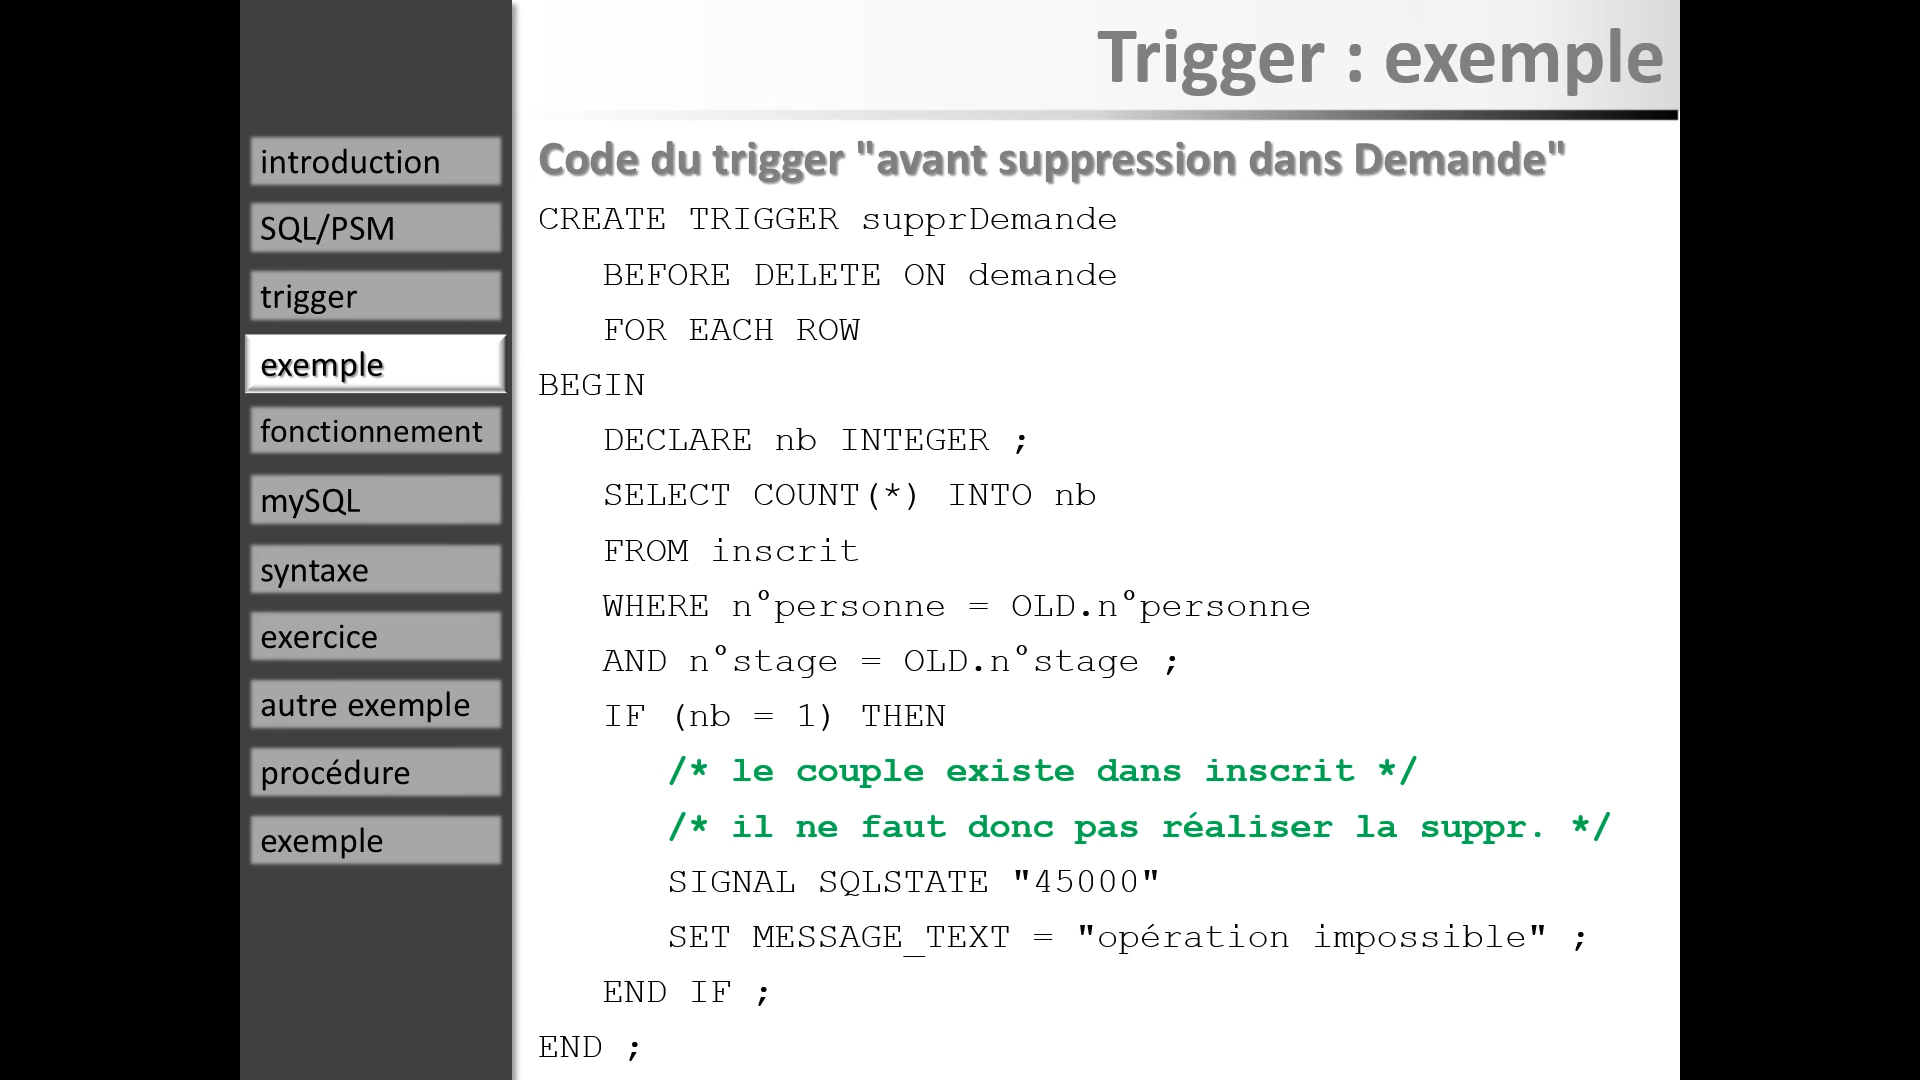 Trigger : exemple
introduction
SQL/PSM
trigger
exemple
fonctionnement
mySQL
syntaxe
exercice
autre exemple
procédure
exemple
Code du trigger "avant suppression dans Demande"
CREATE TRIGGER supprDemande
BEFORE DELETE ON demande
FOR EACH ROW
BEGIN
DECLARE nb INTEGER ;
SELECT COUNT(*) INTO nb
FROM inscrit
WHERE n°personne = OLD.n°personne
AND n°stage = OLD.n°stage ;
IF (nb = 1) THEN
/* le couple existe dans inscrit */
/* il ne faut donc pas réaliser la suppr. */
SIGNAL SQLSTATE "45000"
SET MESSAGE_TEXT = "opération impossible" ;
END IF ;
END ;